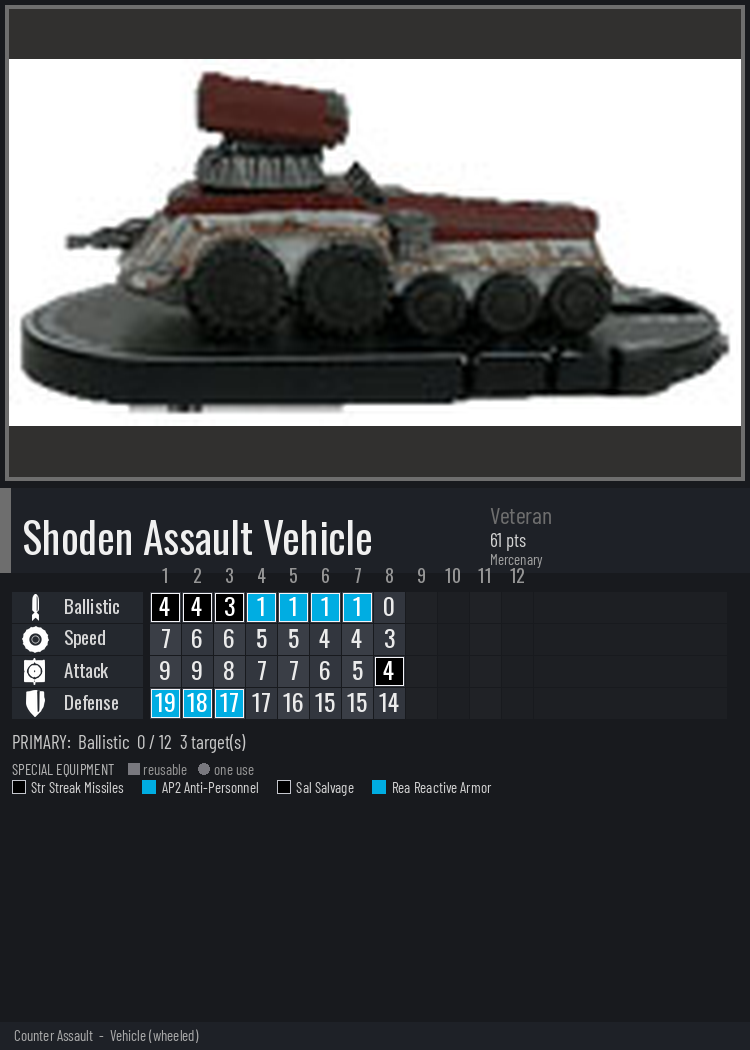 Shoden Assault Vehicle
Veteran
61 pts
Mercenary
1 2 3 4 5 6 7 8 9 10 11 12
Ballistic 4 4 3 1 1 1 1 0
Speed 7 6 6 5 5 4 4 3
Attack 9 9 8 7 7 6 5 4
Defense 19 18 17 17 16 15 15 14
PRIMARY: Ballistic 0 / 12 3 target(s)
SPECIAL EQUIPMENT reusable one use
Str Streak Missiles AP2 Anti-Personnel Sal Salvage Rea Reactive Armor
Counter Assault - Vehicle (wheeled)